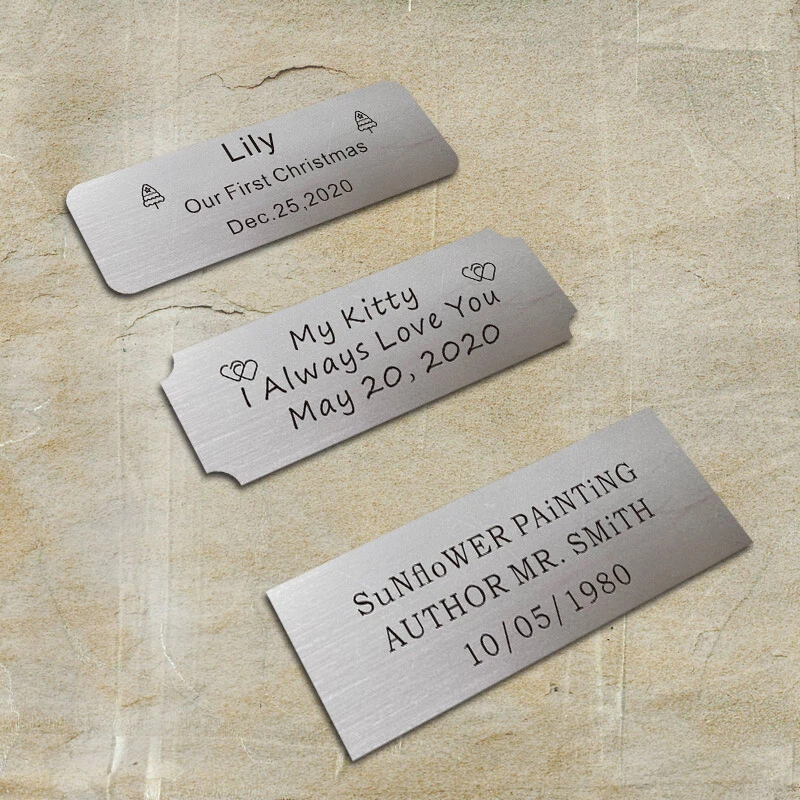 Lily
Our First Christmas
Dec.25,2020
My Kitty
I Always Love You
May 20, 2020
SuNfloWER PAiNTiNG
AUTHOR MR. SMiTH
10/05/1980